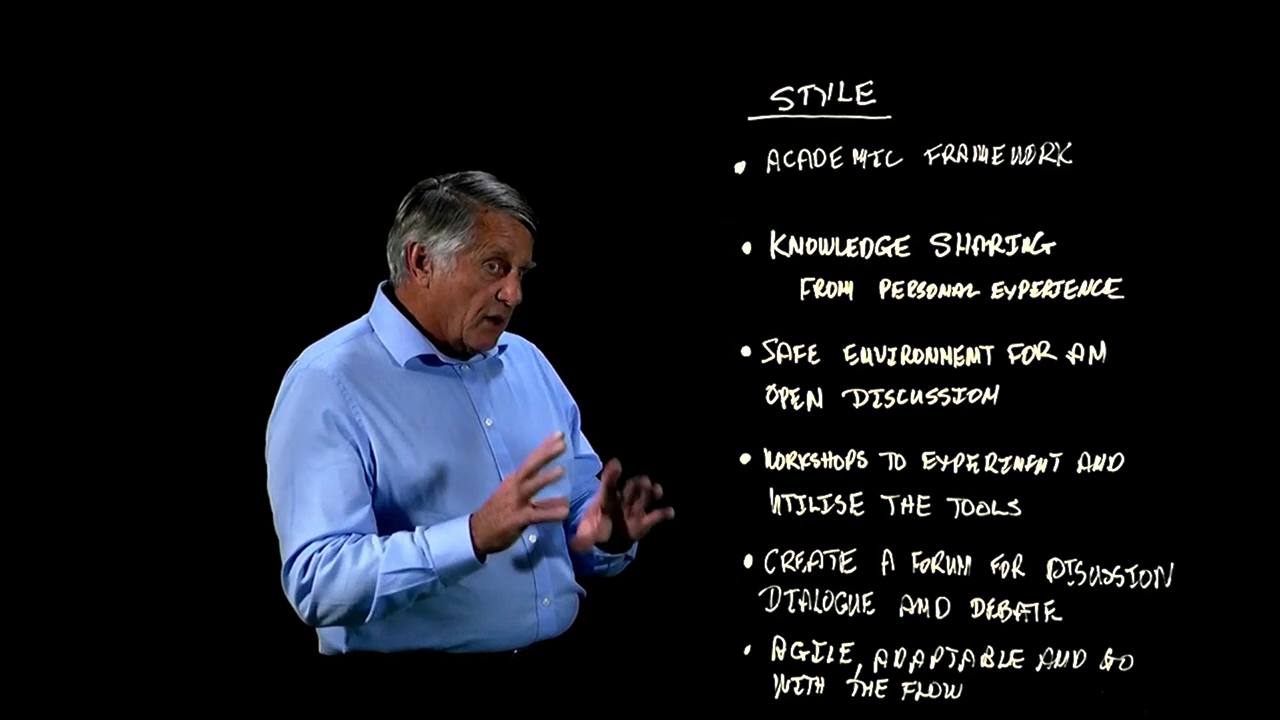 STYLE
• ACADEMIC FRAMEWORK
• KNOWLEDGE SHARING
FROM PERSONAL EXPERIENCE
• SAFE ENVIRONMENT FOR AN
OPEN DISCUSSION
• WORKSHOPS TO EXPERIMENT AND
UTILISE THE TOOLS
• CREATE A FORUM FOR DISCUSSION
DIALOGUE AND DEBATE
• AGILE, ADAPTABLE AND GO
WITH THE FLOW